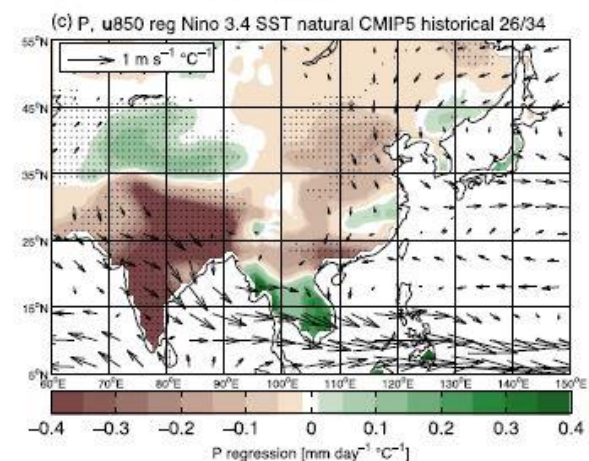 (c) P, u850 reg Nino 3.4 SST natural CMIP5 historical 26/34
55°N
1 m s⁻¹ °C⁻¹
45°N
35°N
25°N
15°N
5°N
60°E 70°E 80°E 90°E 100°E 110°E 120°E 130°E 140°E 150°E
−0.4 −0.3 −0.2 −0.1 0 0.1 0.2 0.3 0.4
P regression [mm day⁻¹ °C⁻¹]